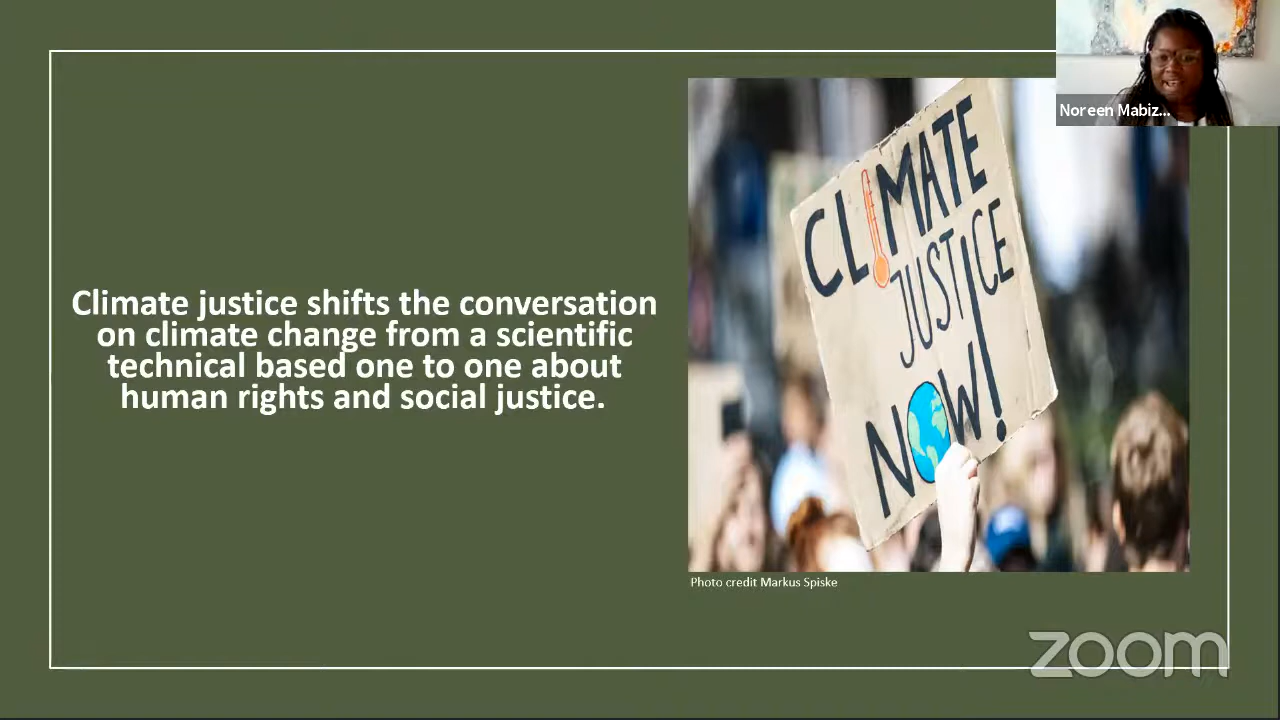 Climate justice shifts the conversation
on climate change from a scientific
technical based one to one about
human rights and social justice.
CLIMATE
JUSTICE
NOW!
Photo credit Markus Spiske
Noreen Mabiz...
zoom